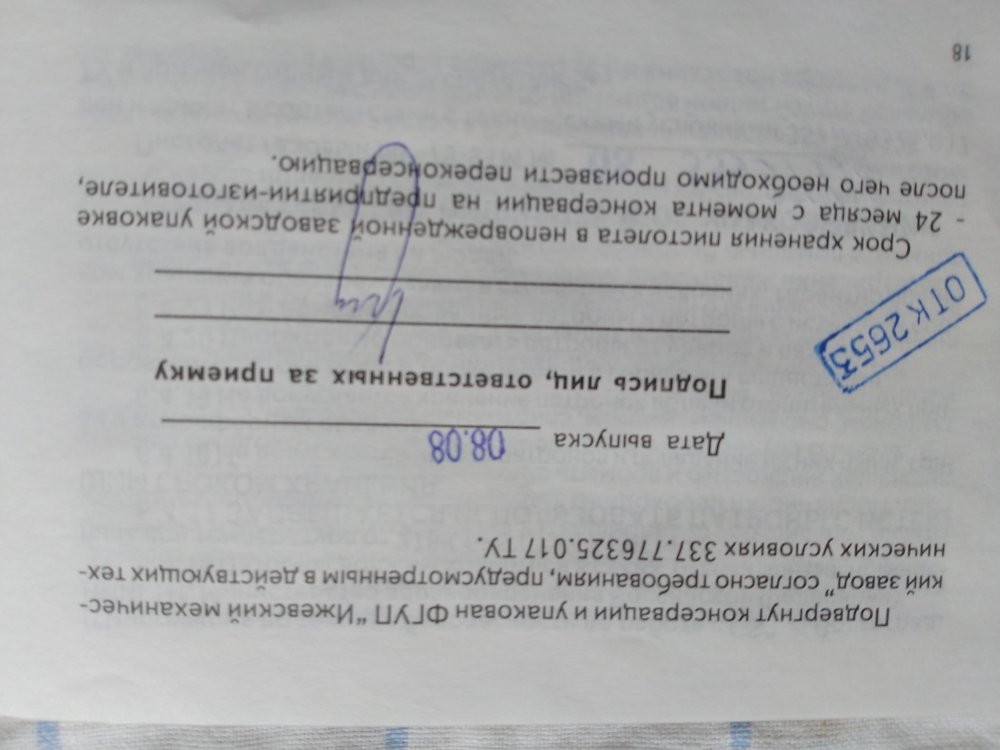 Подвергнут консервации и упакован ФГУП “Ижевский механичес-
кий завод” согласно требованиям, предусмотренным в действующих тех-
нических условиях 337.776325.017 ТУ.
Дата выпуска 08.08
Подпись лиц, ответственных за приемку
ОТК 2653
Срок хранения пистолета в неповрежденной заводской упаковке
- 24 месяца с момента консервации на предприятии-изготовителе,
после чего необходимо произвести переконсервацию.
18